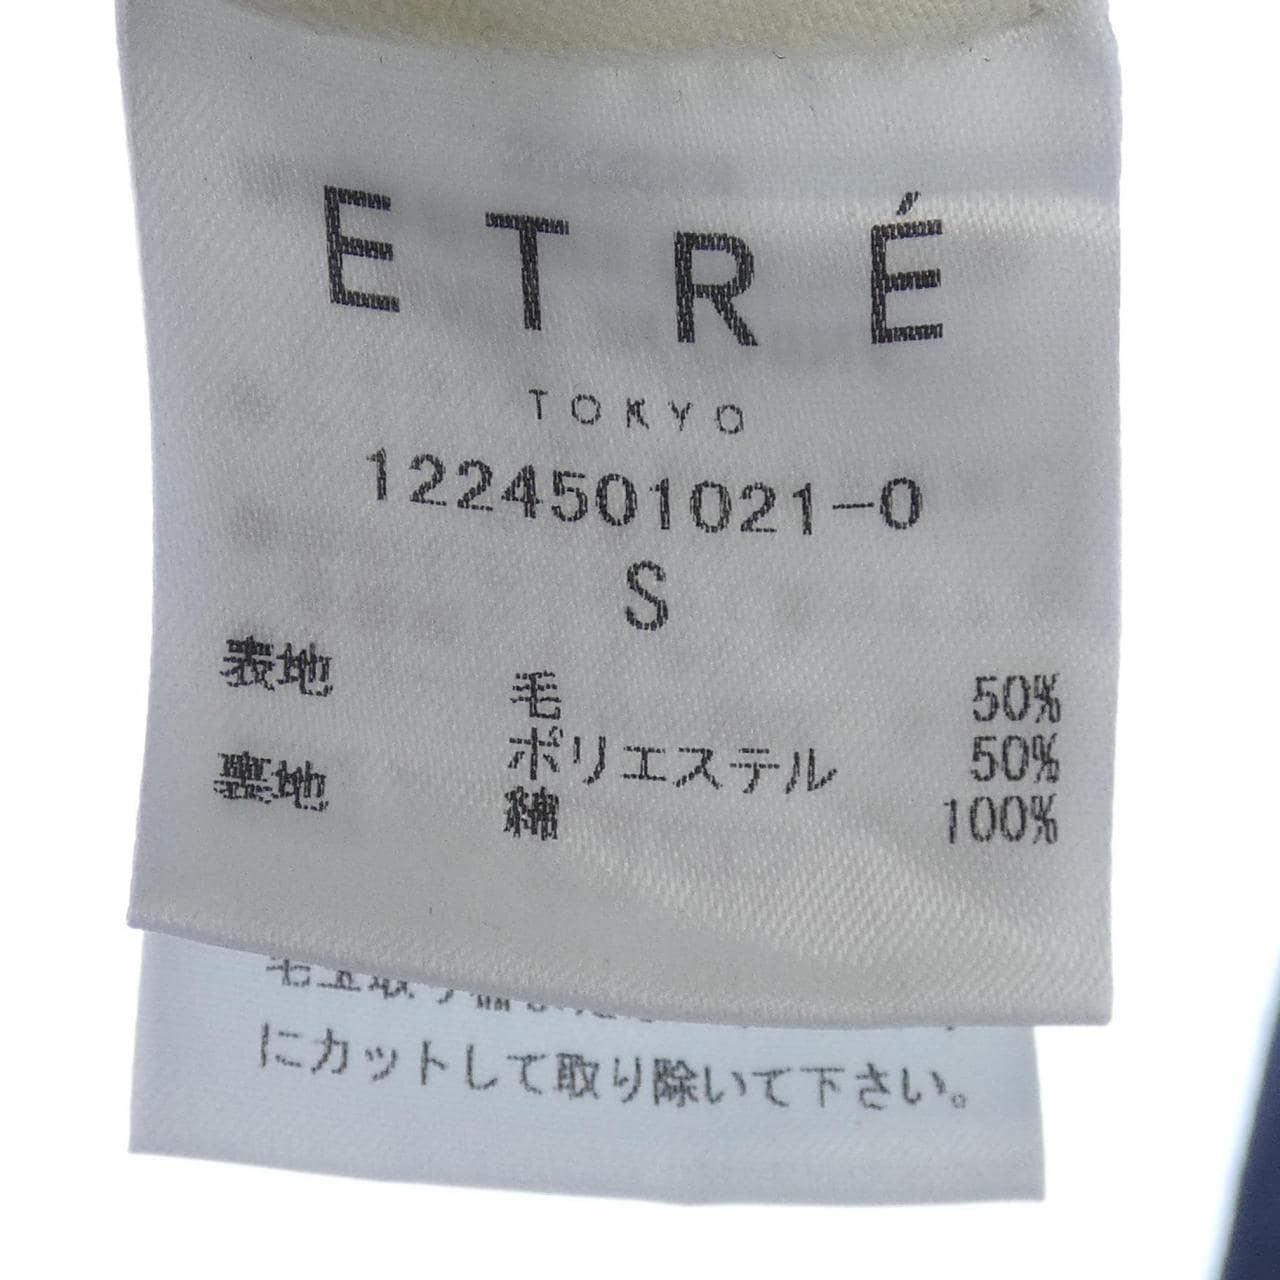 ETRÉ
TOKYO
1224501021-0
S
表地 毛 50%
ポリエステル 50%
裏地 綿 100%
にカットして取り除いて下さい。